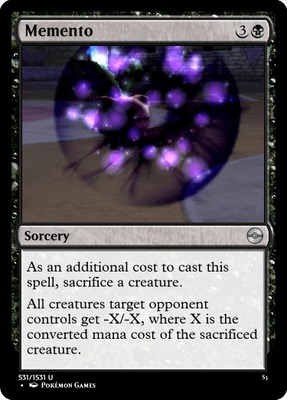 Memento 3
Sorcery
As an additional cost to cast this
spell, sacrifice a creature.
All creatures target opponent
controls get -X/-X, where X is the
converted mana cost of the sacrificed
creature.
531/1531 U
• Pokémon Games